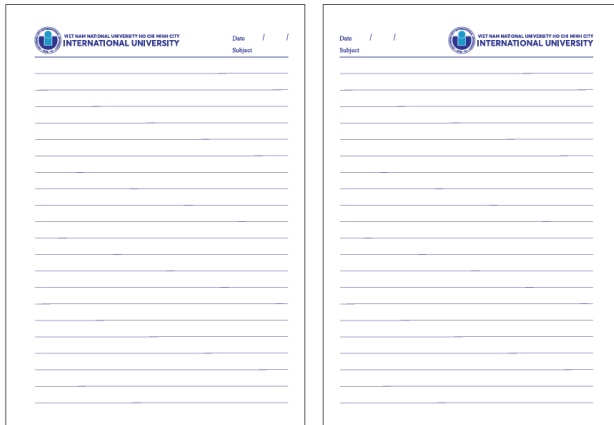 VIET NAM NATIONAL UNIVERSITY HO CHI MINH CITY
INTERNATIONAL UNIVERSITY
Date / /
Subject
Date / /
Subject
VIET NAM NATIONAL UNIVERSITY HO CHI MINH CITY
INTERNATIONAL UNIVERSITY